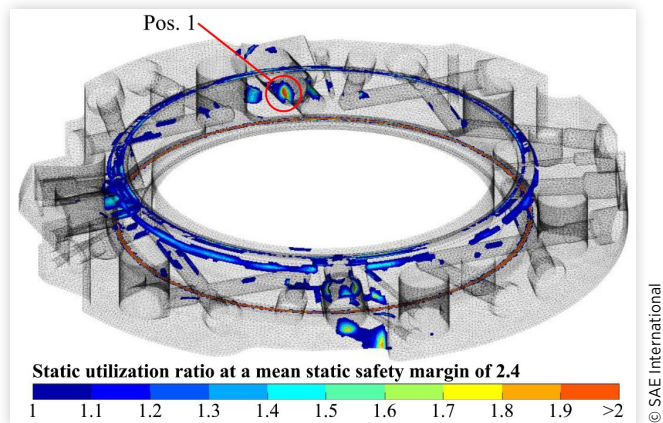 Pos. 1
Static utilization ratio at a mean static safety margin of 2.4
1 1.1 1.2 1.3 1.4 1.5 1.6 1.7 1.8 1.9 >2
© SAE International